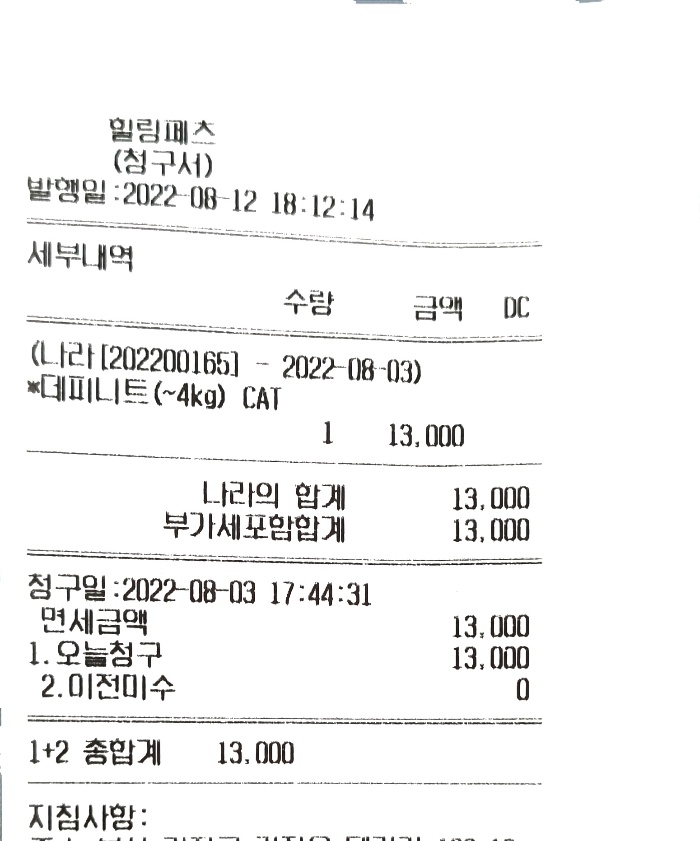 힐링페츠
(청구서)
발행일:2022-08-12 18:12:14
세부내역
수량 금액 DC
(나라[202200165] - 2022-08-03)
*데피니트(~4kg) CAT
1 13,000
나라의 합계 13,000
부가세포함합계 13,000
청구일:2022-08-03 17:44:31
면세금액 13,000
1.오늘청구 13,000
2.미전미수 0
1+2 총합계 13,000
지침사항: